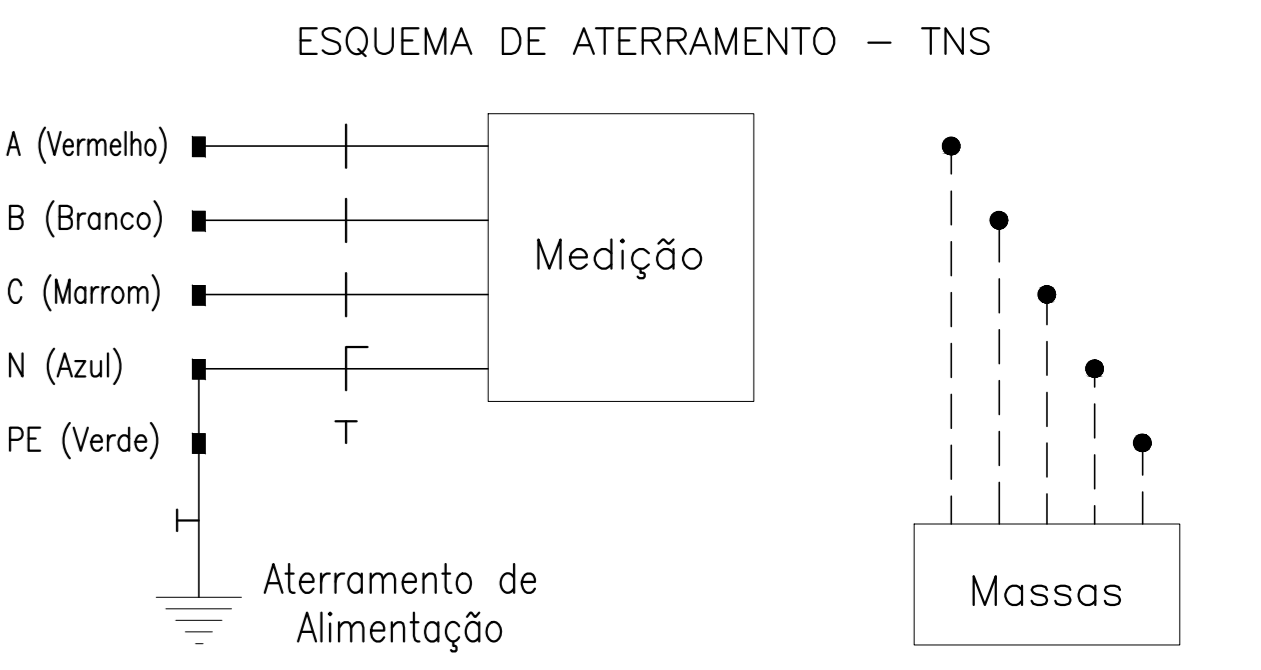 ESQUEMA DE ATERRAMENTO - TNS
A (Vermelho)
B (Branco)
C (Marrom)
N (Azul)
PE (Verde)
Medição
Aterramento de
Alimentação
Massas